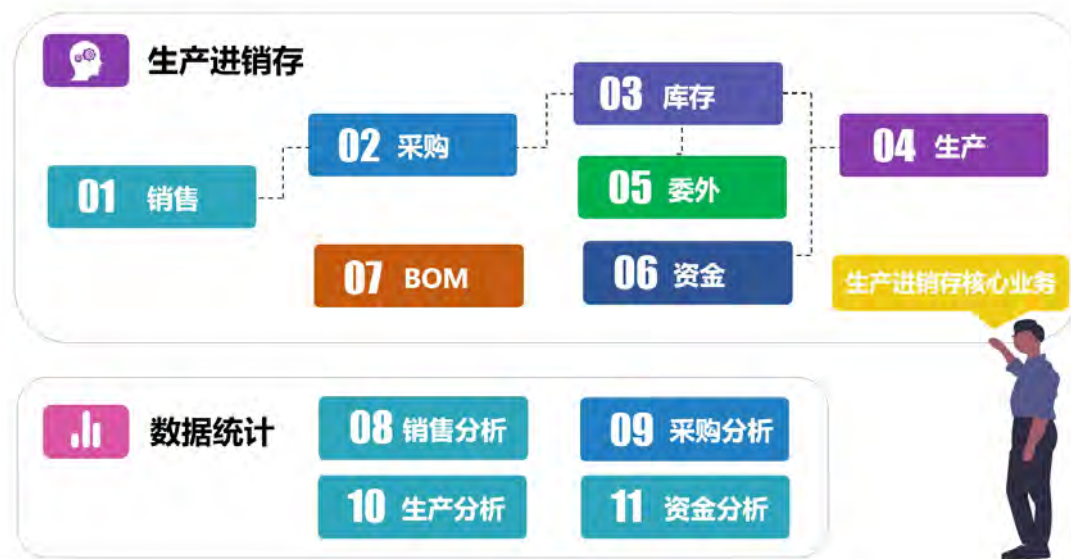 生产进销存
01 销售
02 采购
03 库存
04 生产
05 委外
06 资金
07 BOM
生产进销存核心业务
数据统计
08 销售分析
09 采购分析
10 生产分析
11 资金分析